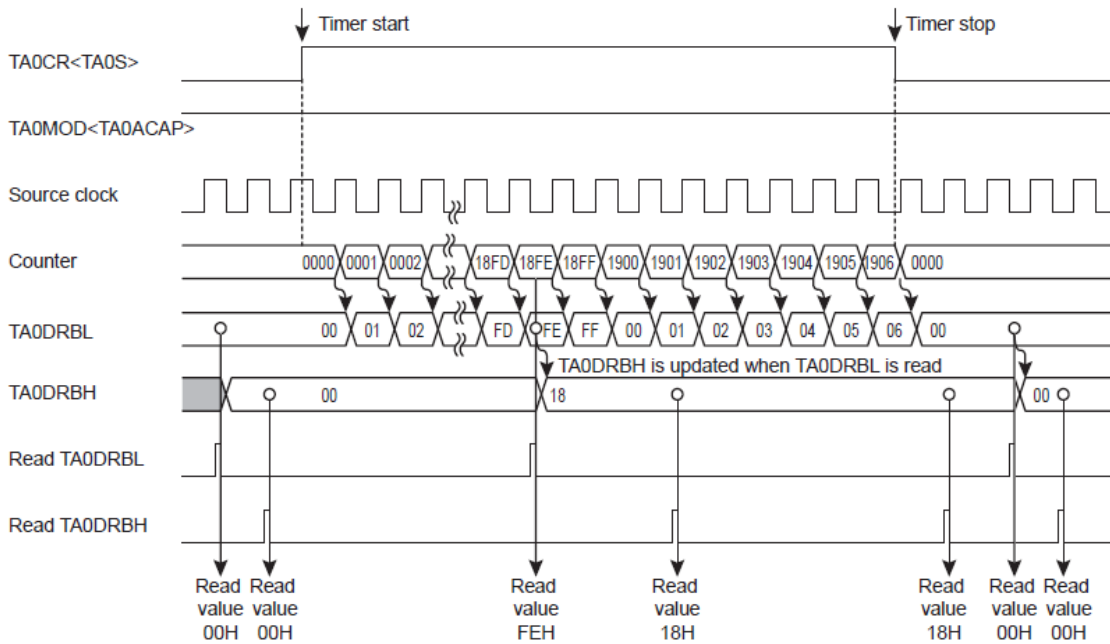 Timer start Timer stop
TA0CR<TA0S>
TA0MOD<TA0ACAP>
Source clock
Counter 0000 0001 0002 18FD 18FE 18FF 1900 1901 1902 1903 1904 1905 1906 0000
TA0DRBL 00 01 02 FD FE FF 00 01 02 03 04 05 06 00
TA0DRBH is updated when TA0DRBL is read
TA0DRBH 00 18 00
Read TA0DRBL
Read TA0DRBH
Read Read Read Read Read Read Read
value value value value value value value
00H 00H FEH 18H 18H 00H 00H